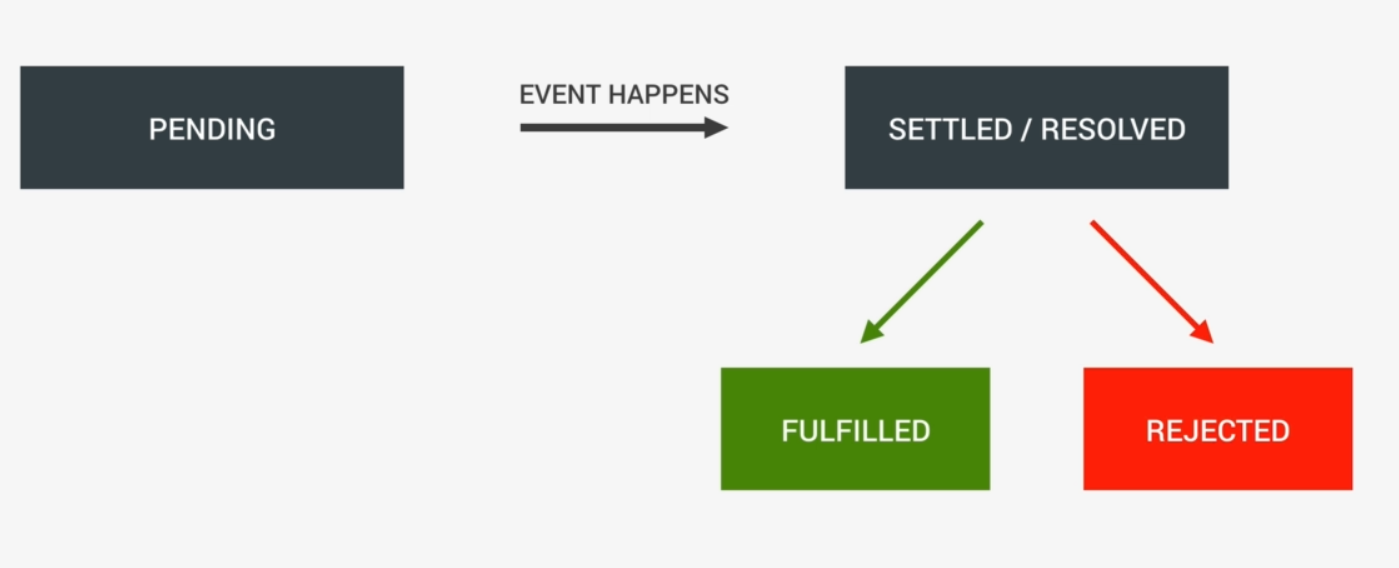 PENDING
EVENT HAPPENS
SETTLED / RESOLVED
FULFILLED
REJECTED